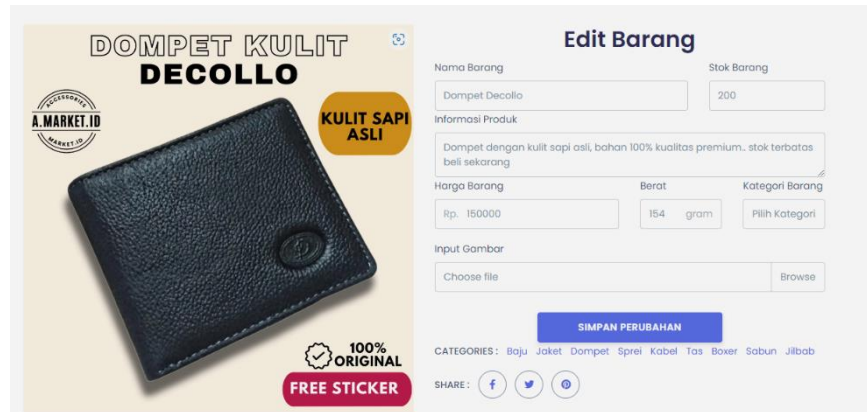 DOMPET KULIT
DECOLLO
ACCESSORIES
A.MARKET.ID
MARKET.ID
KULIT SAPI
ASLI
100%
ORIGINAL
FREE STICKER
Edit Barang
Nama Barang
Stok Barang
Dompet Decollo
200
Informasi Produk
Dompet dengan kulit sapi asli, bahan 100% kualitas premium.. stok terbatas
beli sekarang
Harga Barang
Berat
Kategori Barang
Rp. 150000
154 gram
Pilih Kategori
Input Gambar
Choose file
Browse
SIMPAN PERUBAHAN
CATEGORIES : Baju Jaket Dompet Sprei Kabel Tas Boxer Sabun Jilbab
SHARE :